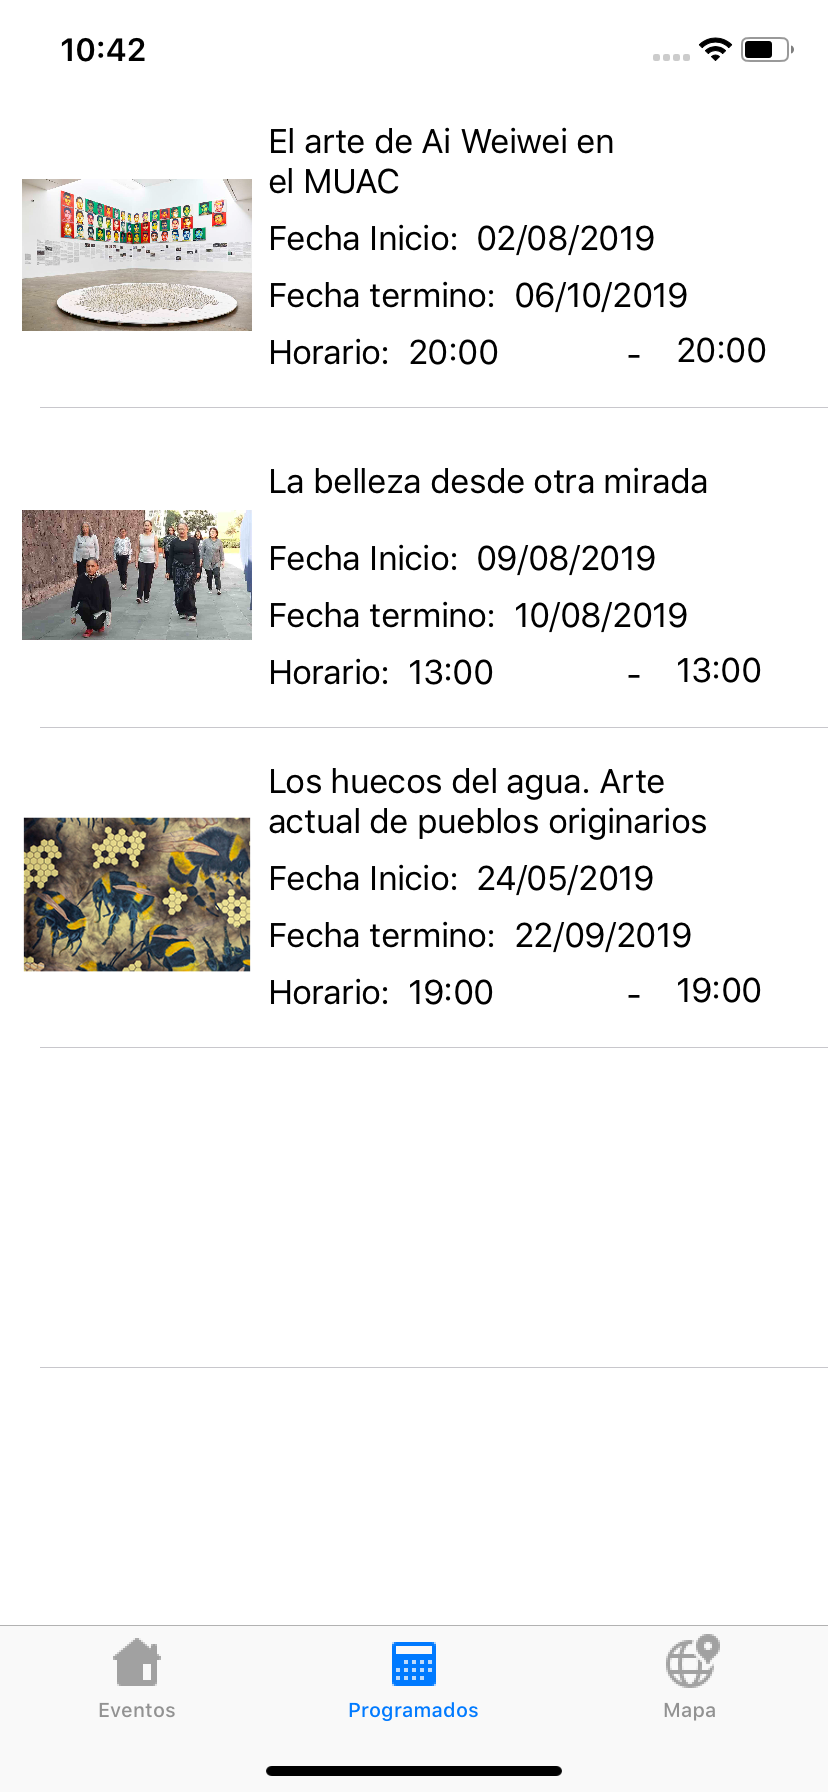 10:42
El arte de Ai Weiwei en
el MUAC
Fecha Inicio: 02/08/2019
Fecha termino: 06/10/2019
Horario: 20:00 - 20:00
La belleza desde otra mirada
Fecha Inicio: 09/08/2019
Fecha termino: 10/08/2019
Horario: 13:00 - 13:00
Los huecos del agua. Arte
actual de pueblos originarios
Fecha Inicio: 24/05/2019
Fecha termino: 22/09/2019
Horario: 19:00 - 19:00
Eventos Programados Mapa